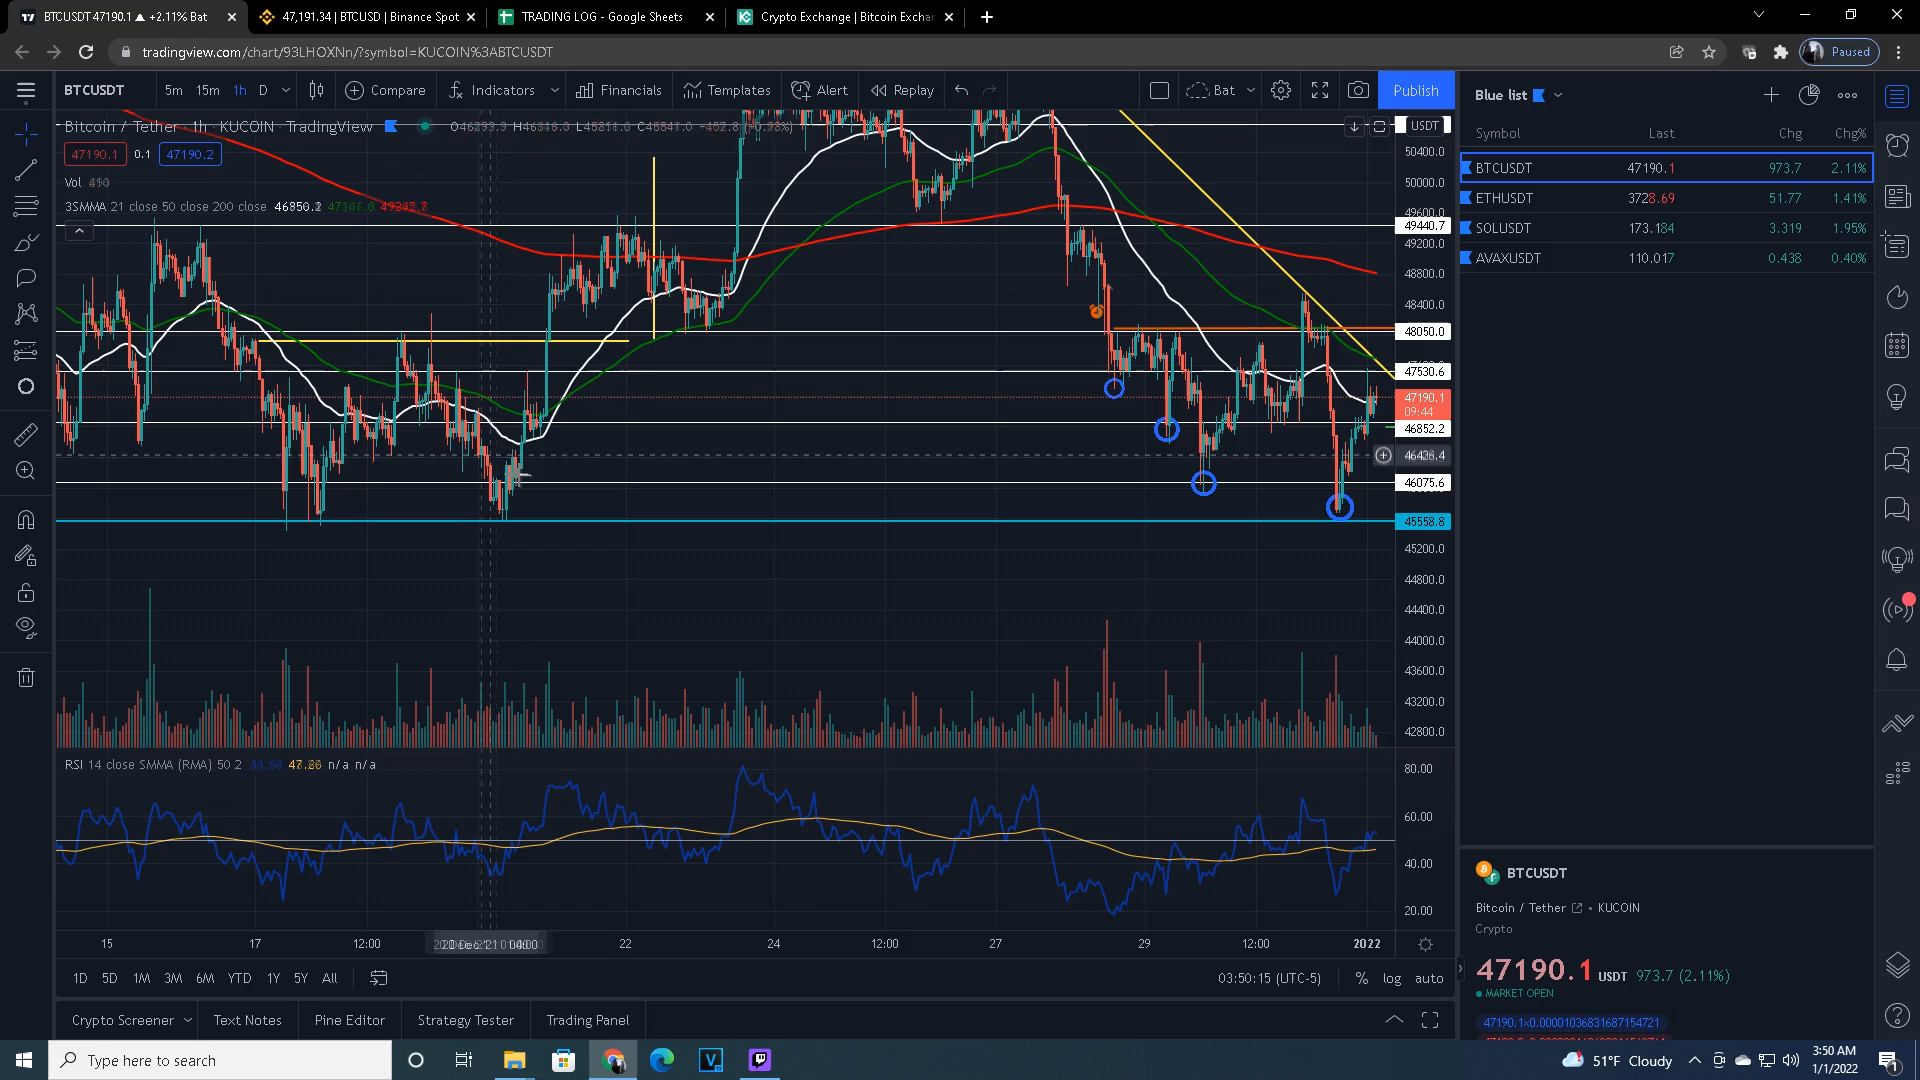 BTCUSDT 47190.1 ▲ +2.11% Bat
47,191.34 | BTCUSD | Binance Spot
TRADING LOG - Google Sheets
Crypto Exchange | Bitcoin Exchan
tradingview.com/chart/93LHOXNn/?symbol=KUCOIN%3ABTCUSDT
Paused
BTCUSDT 5m 15m 1h D Compare Indicators Financials Templates Alert Replay Bat Publish
Bitcoin / Tether · 1h · KUCOIN · TradingView
47190.1 0.1 47190.2
Vol
3SMMA 21 close 50 close 200 close
USDT
50400.0
50000.0
49600.0
49440.7
49200.0
48800.0
48400.0
48050.0
47530.6
47190.1
09:44
46852.2
46075.6
45558.8
45200.0
44800.0
44400.0
44000.0
43600.0
43200.0
42800.0
RSI 14 close SMMA (RMA) 50 2 n/a n/a
80.00
60.00
40.00
20.00
15 17 12:00 22 24 12:00 27 29 12:00 2022
1D 5D 1M 3M 6M YTD 1Y 5Y All
03:50:15 (UTC-5) % log auto
Crypto Screener Text Notes Pine Editor Strategy Tester Trading Panel
Blue list
Symbol Last Chg Chg%
BTCUSDT 47190.1 973.7 2.11%
ETHUSDT 3728.69 51.77 1.41%
SOLUSDT 173.184 3.319 1.95%
AVAXUSDT 110.017 0.438 0.40%
BTCUSDT
Bitcoin / Tether • KUCOIN
Crypto
47190.1 USDT 973.7 (2.11%)
MARKET OPEN
47190.1×0.00001036831687154721
Type here to search
51°F Cloudy
3:50 AM
1/1/2022